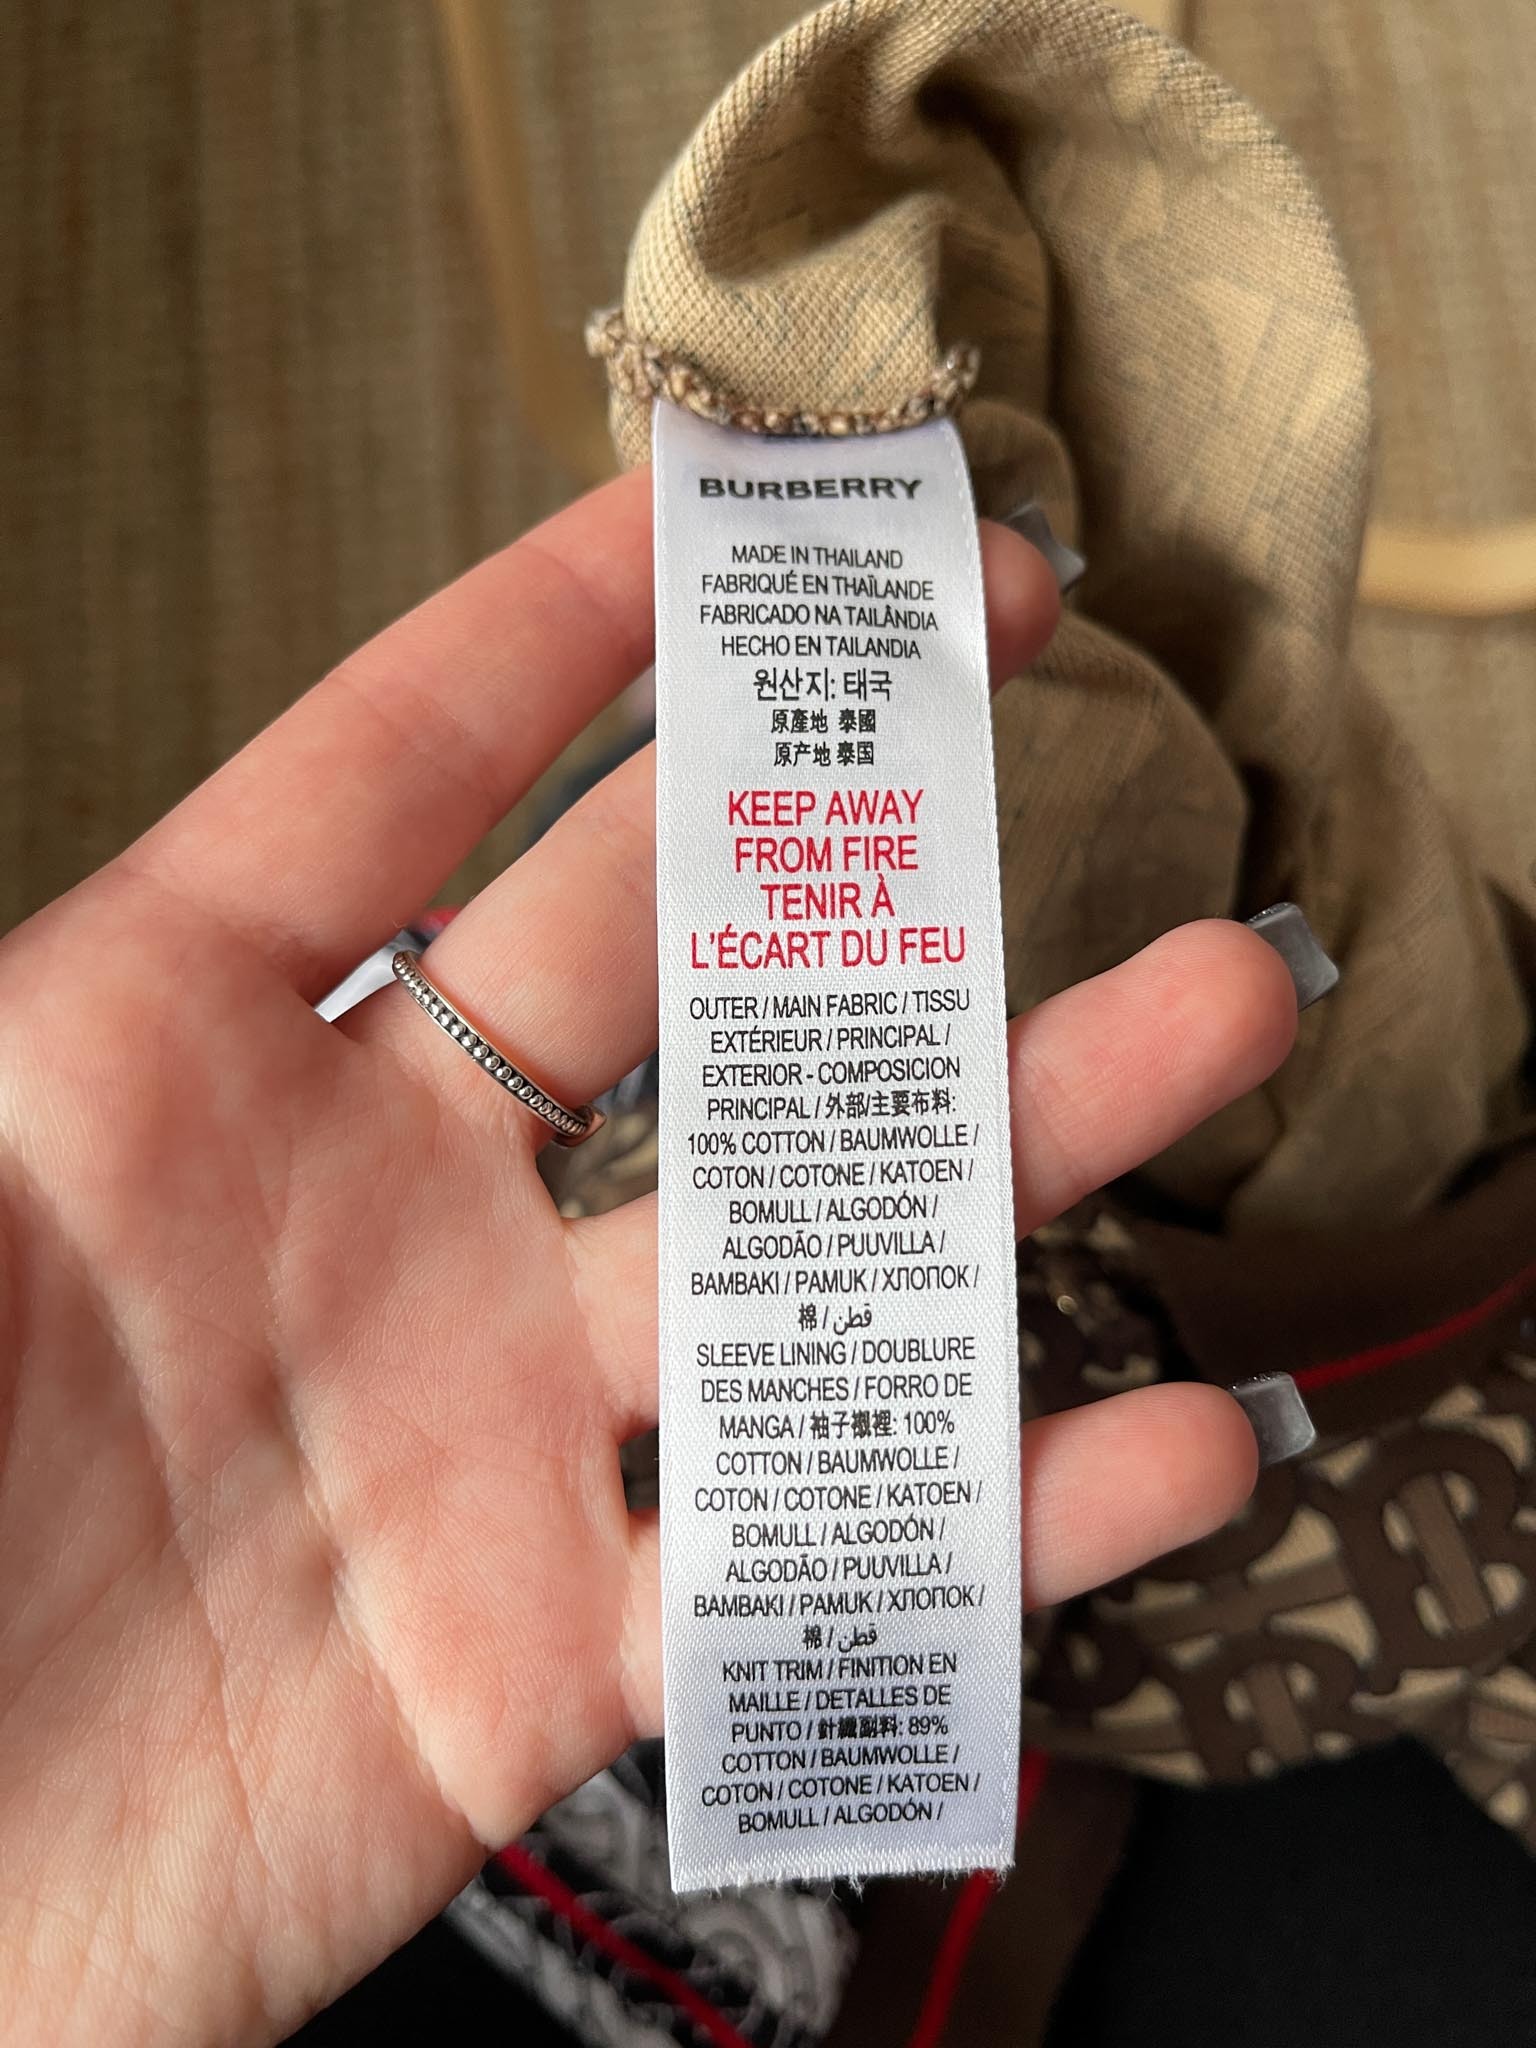 BURBERRY
MADE IN THAILAND
FABRIQUÉ EN THAÏLANDE
FABRICADO NA TAILÂNDIA
HECHO EN TAILANDIA
원산지: 태국
原產地 泰國
原产地 泰国
KEEP AWAY
FROM FIRE
TENIR À
L'ÉCART DU FEU
OUTER / MAIN FABRIC / TISSU
EXTÉRIEUR / PRINCIPAL /
EXTERIOR - COMPOSICION
PRINCIPAL / 外部/主要布料:
100% COTTON / BAUMWOLLE /
COTON / COTONE / KATOEN /
BOMULL / ALGODÓN /
ALGODÃO / PUUVILLA /
BAMBAKI / PAMUK / ХЛОПОК /
棉 / قطن
SLEEVE LINING / DOUBLURE
DES MANCHES / FORRO DE
MANGA / 袖子襯裡: 100%
COTTON / BAUMWOLLE /
COTON / COTONE / KATOEN /
BOMULL / ALGODÓN /
ALGODÃO / PUUVILLA /
BAMBAKI / PAMUK / ХЛОПОК /
棉 / قطن
KNIT TRIM / FINITION EN
MAILLE / DETALLES DE
PUNTO / 針織副料: 89%
COTTON / BAUMWOLLE /
COTON / COTONE / KATOEN /
BOMULL / ALGODÓN /